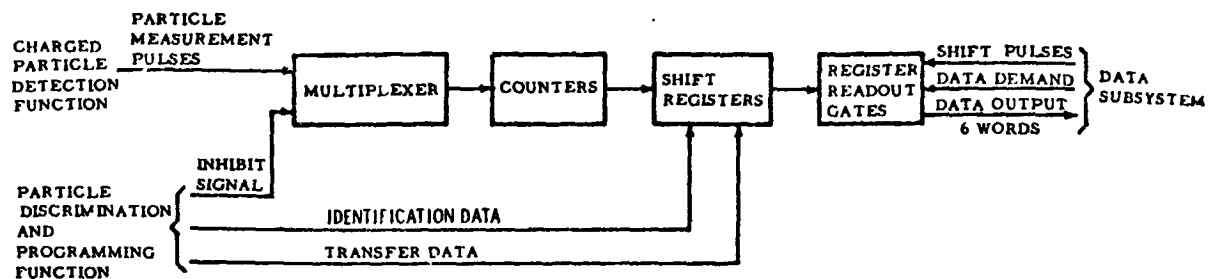 CHARGED
PARTICLE
DETECTION
FUNCTION
PARTICLE
MEASUREMENT
PULSES
MULTIPLEXER
COUNTERS
SHIFT
REGISTERS
REGISTER
READOUT
GATES
SHIFT PULSES
DATA DEMAND
DATA OUTPUT
6 WORDS
DATA
SUBSYSTEM
INHIBIT
SIGNAL
PARTICLE
DISCRIMINATION
AND
PROGRAMMING
FUNCTION
IDENTIFICATION DATA
TRANSFER DATA